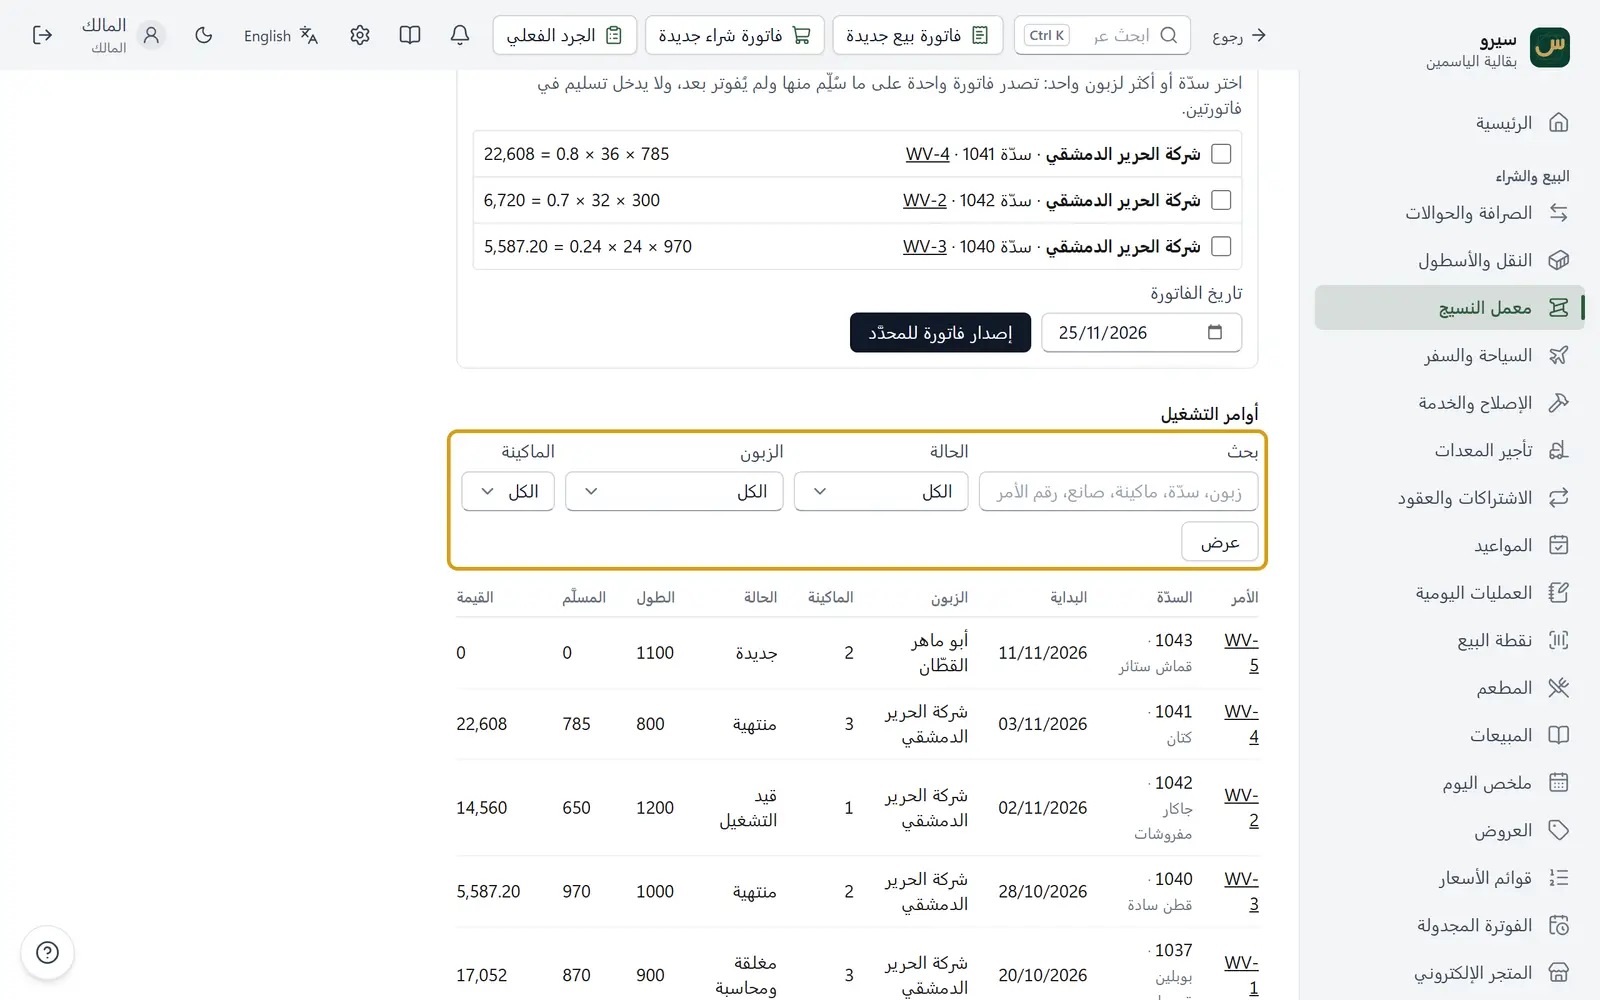 سيرو
بقالية الياسمين
رجوع
ابحث عر
Ctrl K
فاتورة بيع جديدة
فاتورة شراء جديدة
الجرد الفعلي
English
المالك
المالك
الرئيسية
البيع والشراء
الصرافة والحوالات
النقل والأسطول
معمل النسيج
السياحة والسفر
الإصلاح والخدمة
تأجير المعدات
الاشتراكات والعقود
المواعيد
العمليات اليومية
نقطة البيع
المطعم
المبيعات
ملخص اليوم
العروض
قوائم الأسعار
الفوترة المجدولة
المتجر الإلكتروني
اختر سدّة أو أكثر لزبون واحد: تصدر فاتورة واحدة على ما سُلِّم منها ولم يُفوتر بعد، ولا يدخل تسليم في
فاتورتين.
شركة الحرير الدمشقي · سدّة 1041 · WV-4
785 × 36 × 0.8 = 22,608
شركة الحرير الدمشقي · سدّة 1042 · WV-2
300 × 32 × 0.7 = 6,720
شركة الحرير الدمشقي · سدّة 1040 · WV-3
970 × 24 × 0.24 = 5,587.20
تاريخ الفاتورة
25/11/2026
إصدار فاتورة للمحدَّد
أوامر التشغيل
بحث الحالة الزبون الماكينة
زبون، سدّة، ماكينة، صانع، رقم الأمر الكل الكل الكل
عرض
الأمر السدّة البداية الزبون الماكينة الحالة الطول المسلَّم القيمة
WV-5 1043 · قماش ستائر 11/11/2026 أبو ماهر القطّان 2 جديدة 1100 0 0
WV-4 1041 · كتان 03/11/2026 شركة الحرير الدمشقي 3 منتهية 800 785 22,608
WV-2 1042 · جاكار مفروشات 02/11/2026 شركة الحرير الدمشقي 1 قيد التشغيل 1200 650 14,560
WV-3 1040 · قطن سادة 28/10/2026 شركة الحرير الدمشقي 2 منتهية 1000 970 5,587.20
WV-1 1037 · بوبلين 20/10/2026 شركة الحرير الدمشقي 3 مغلقة ومحاسبة 900 870 17,052